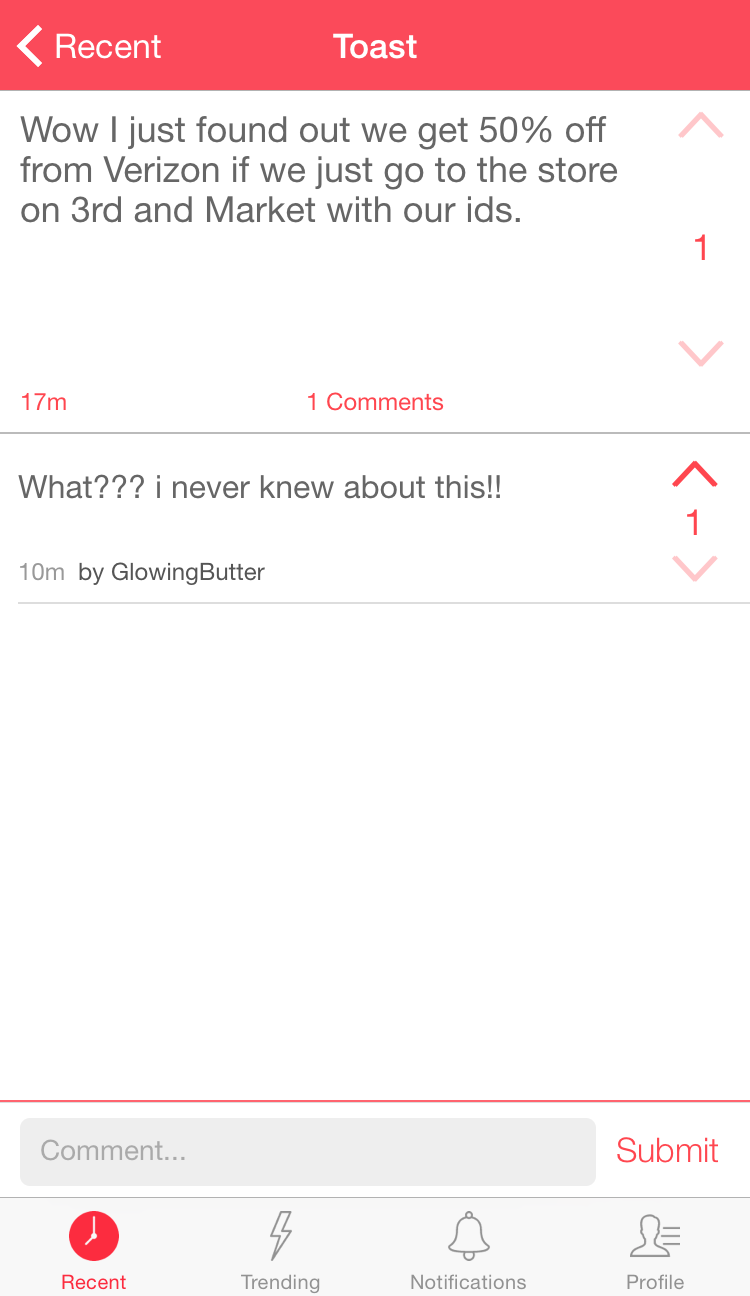 Recent
Toast
Wow I just found out we get 50% off
from Verizon if we just go to the store
on 3rd and Market with our ids.
1
17m
1 Comments
What??? i never knew about this!!
1
10m by GlowingButter
Comment...
Submit
Recent
Trending
Notifications
Profile